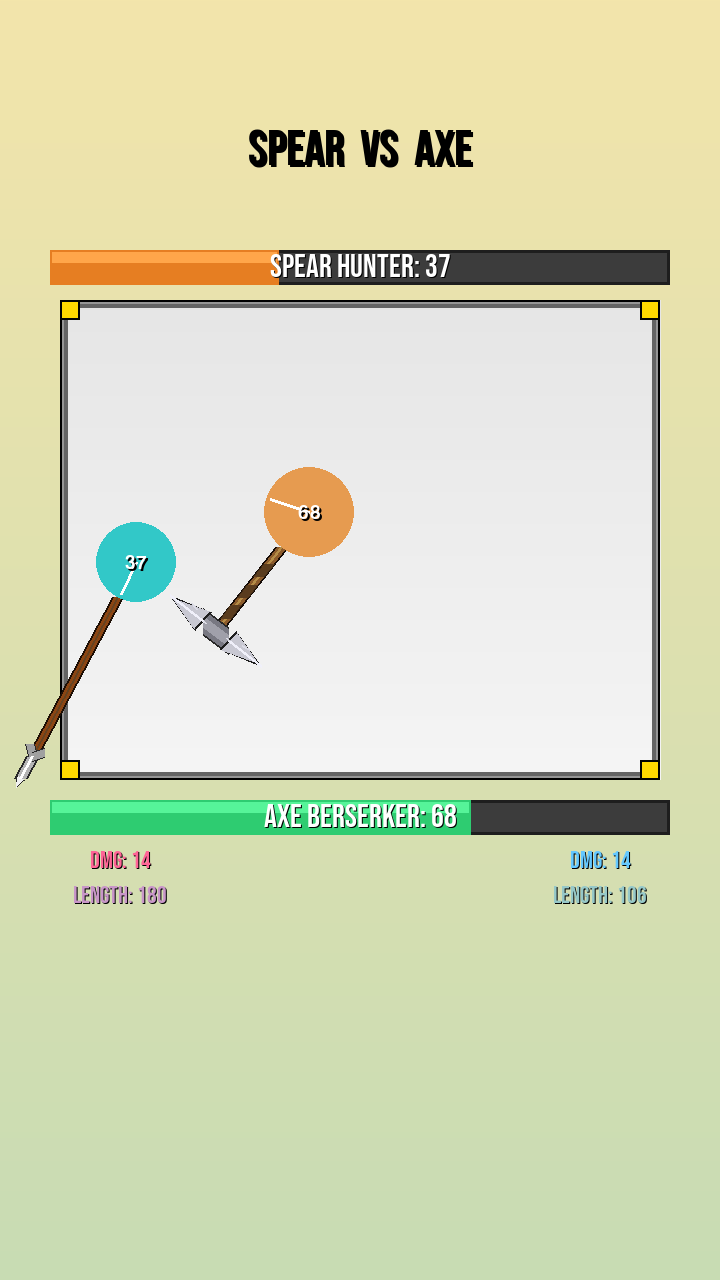 SPEAR VS AXE
SPEAR HUNTER: 37
68
37
AXE BERSERKER: 68
DMG: 14
DMG: 14
LENGTH: 180
LENGTH: 106